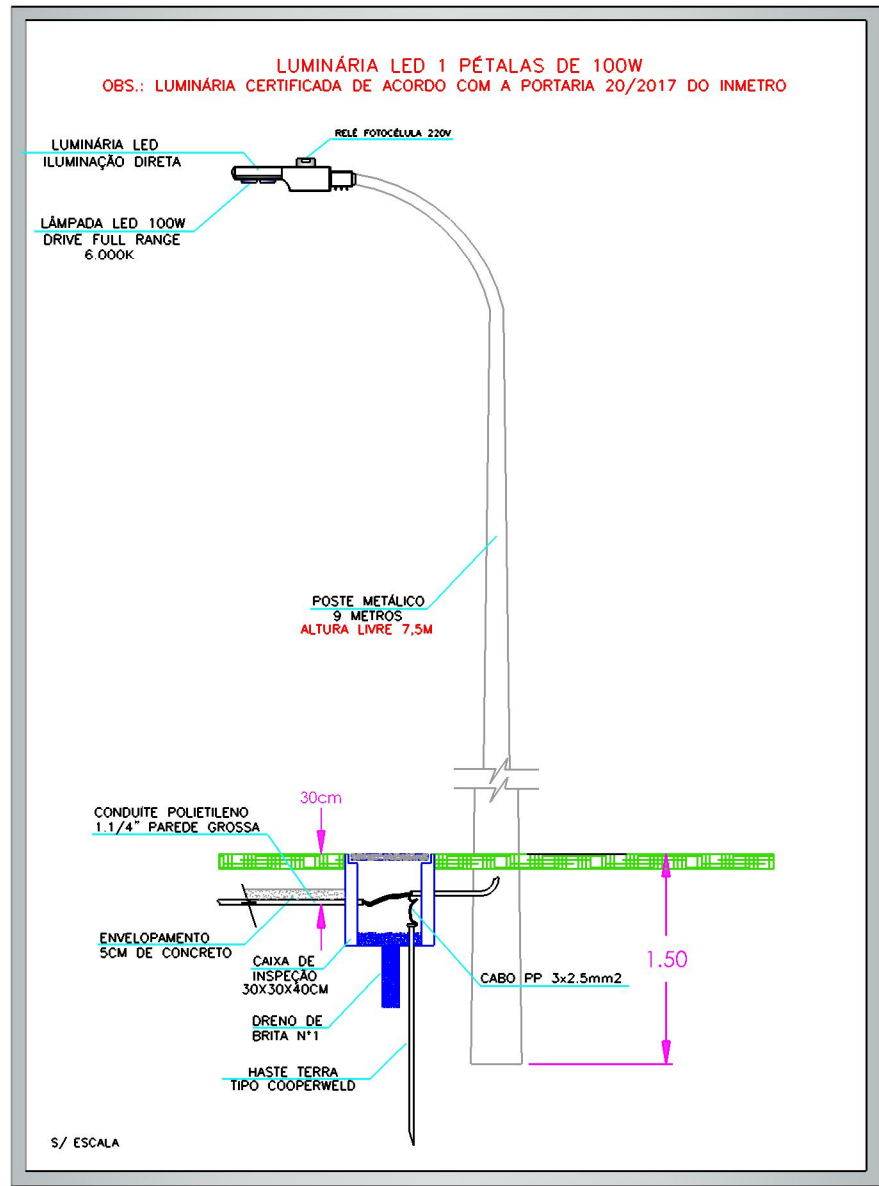 LUMINÁRIA LED 1 PÉTALAS DE 100W
OBS.: LUMINÁRIA CERTIFICADA DE ACORDO COM A PORTARIA 20/2017 DO INMETRO
RELÉ FOTOCÉLULA 220V
LUMINÁRIA LED
ILUMINAÇÃO DIRETA
LÂMPADA LED 100W
DRIVE FULL RANGE
6.000K
POSTE METÁLICO
9 METROS
ALTURA LIVRE 7,5M
30cm
CONDUÍTE POLIETILENO
1.1/4" PAREDE GROSSA
ENVELOPAMENTO
5CM DE CONCRETO
CAIXA DE
INSPEÇÃO
30X30X40CM
CABO PP 3x2.5mm2
1.50
DRENO DE
BRITA N°1
HASTE TERRA
TIPO COOPERWELD
S/ ESCALA